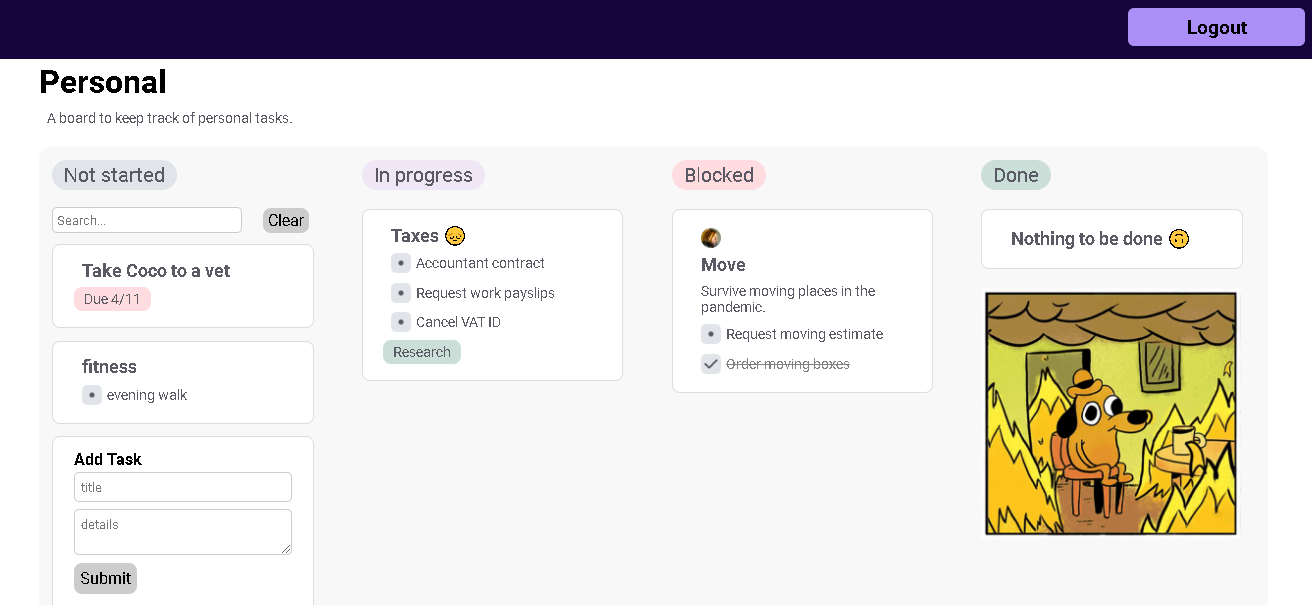 Logout
Personal
A board to keep track of personal tasks.
Not started
Search...
Clear
Take Coco to a vet
Due 4/11
fitness
evening walk
Add Task
title
details
Submit
In progress
Taxes 😔
Accountant contract
Request work payslips
Cancel VAT ID
Research
Blocked
Move
Survive moving places in the
pandemic.
Request moving estimate
Order moving boxes
Done
Nothing to be done 🙃